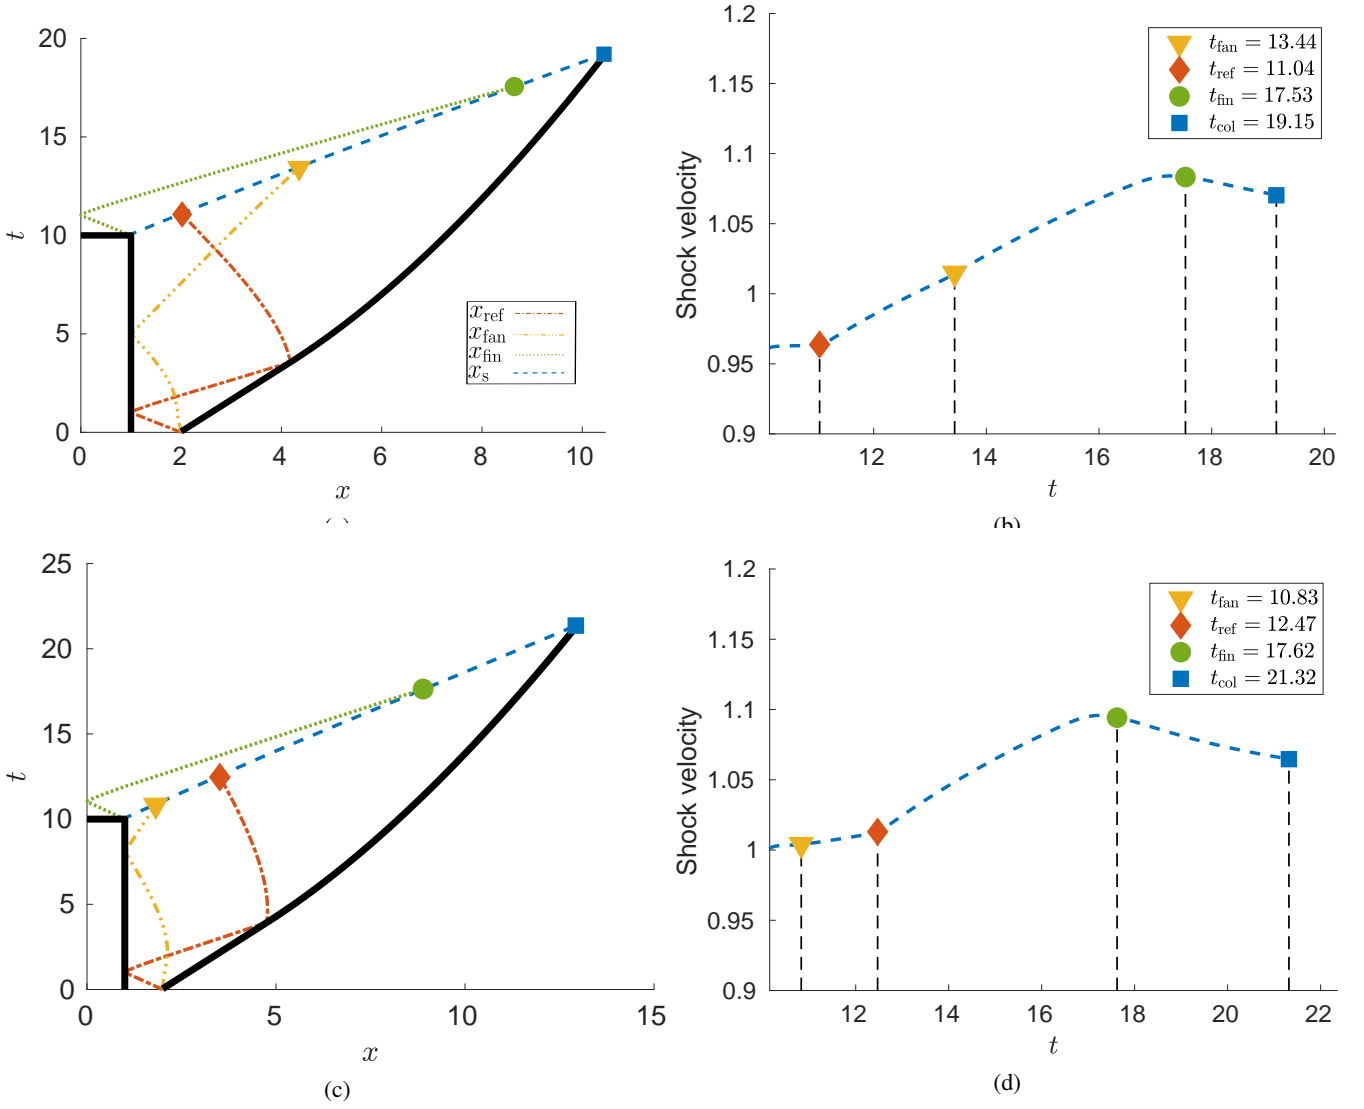 20
15
10
5
0
t
0
2
4
6
8
10
x
x_ref
x_fan
x_fin
x_s
1.2
1.15
1.1
1.05
1
0.95
0.9
Shock velocity
12
14
16
18
20
t
t_fan = 13.44
t_ref = 11.04
t_fin = 17.53
t_col = 19.15
(b)
25
20
15
10
5
0
t
0
5
10
15
x
(c)
1.2
1.15
1.1
1.05
1
0.95
0.9
Shock velocity
12
14
16
18
20
22
t
t_fan = 10.83
t_ref = 12.47
t_fin = 17.62
t_col = 21.32
(d)